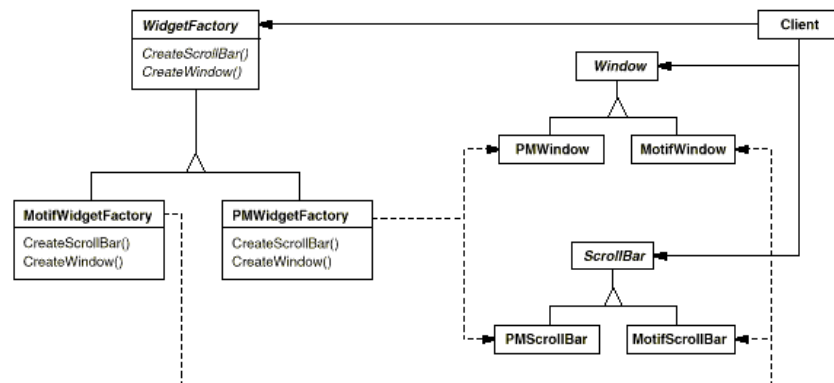 WidgetFactory
CreateScrollBar()
CreateWindow()
Client
Window
PMWindow
MotifWindow
MotifWidgetFactory
CreateScrollBar()
CreateWindow()
PMWidgetFactory
CreateScrollBar()
CreateWindow()
ScrollBar
PMScrollBar
MotifScrollBar